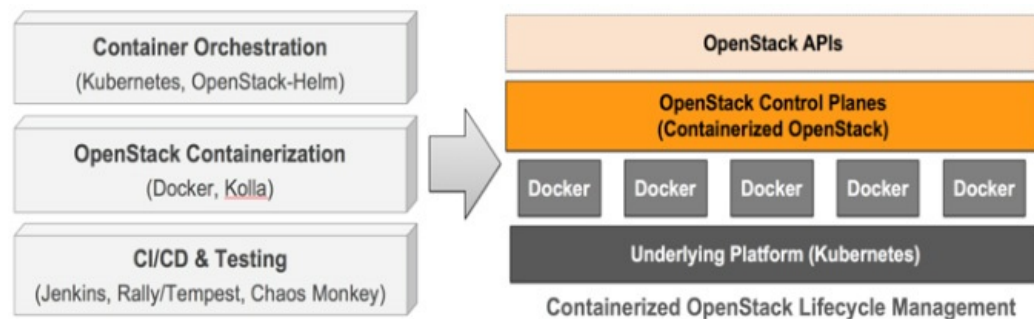 Container Orchestration
(Kubernetes, OpenStack-Helm)
OpenStack Containerization
(Docker, Kolla)
CI/CD & Testing
(Jenkins, Rally/Tempest, Chaos Monkey)
OpenStack APIs
OpenStack Control Planes
(Containerized OpenStack)
Docker Docker Docker Docker Docker
Underlying Platform (Kubernetes)
Containerized OpenStack Lifecycle Management